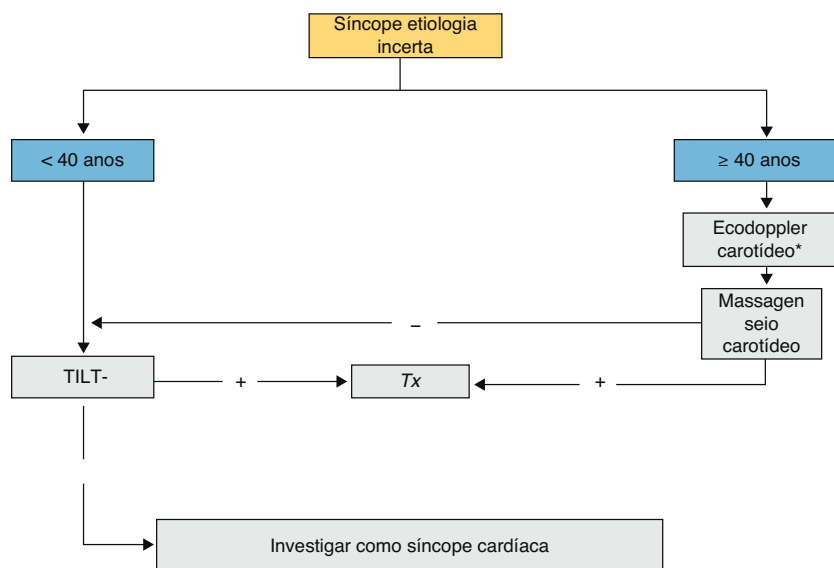 Síncope etiologia
incerta
< 40 anos
≥ 40 anos
Ecodoppler
carotídeo*
Massagen
seio
carotídeo
–
TILT-
+
Tx
+
Investigar como síncope cardíaca